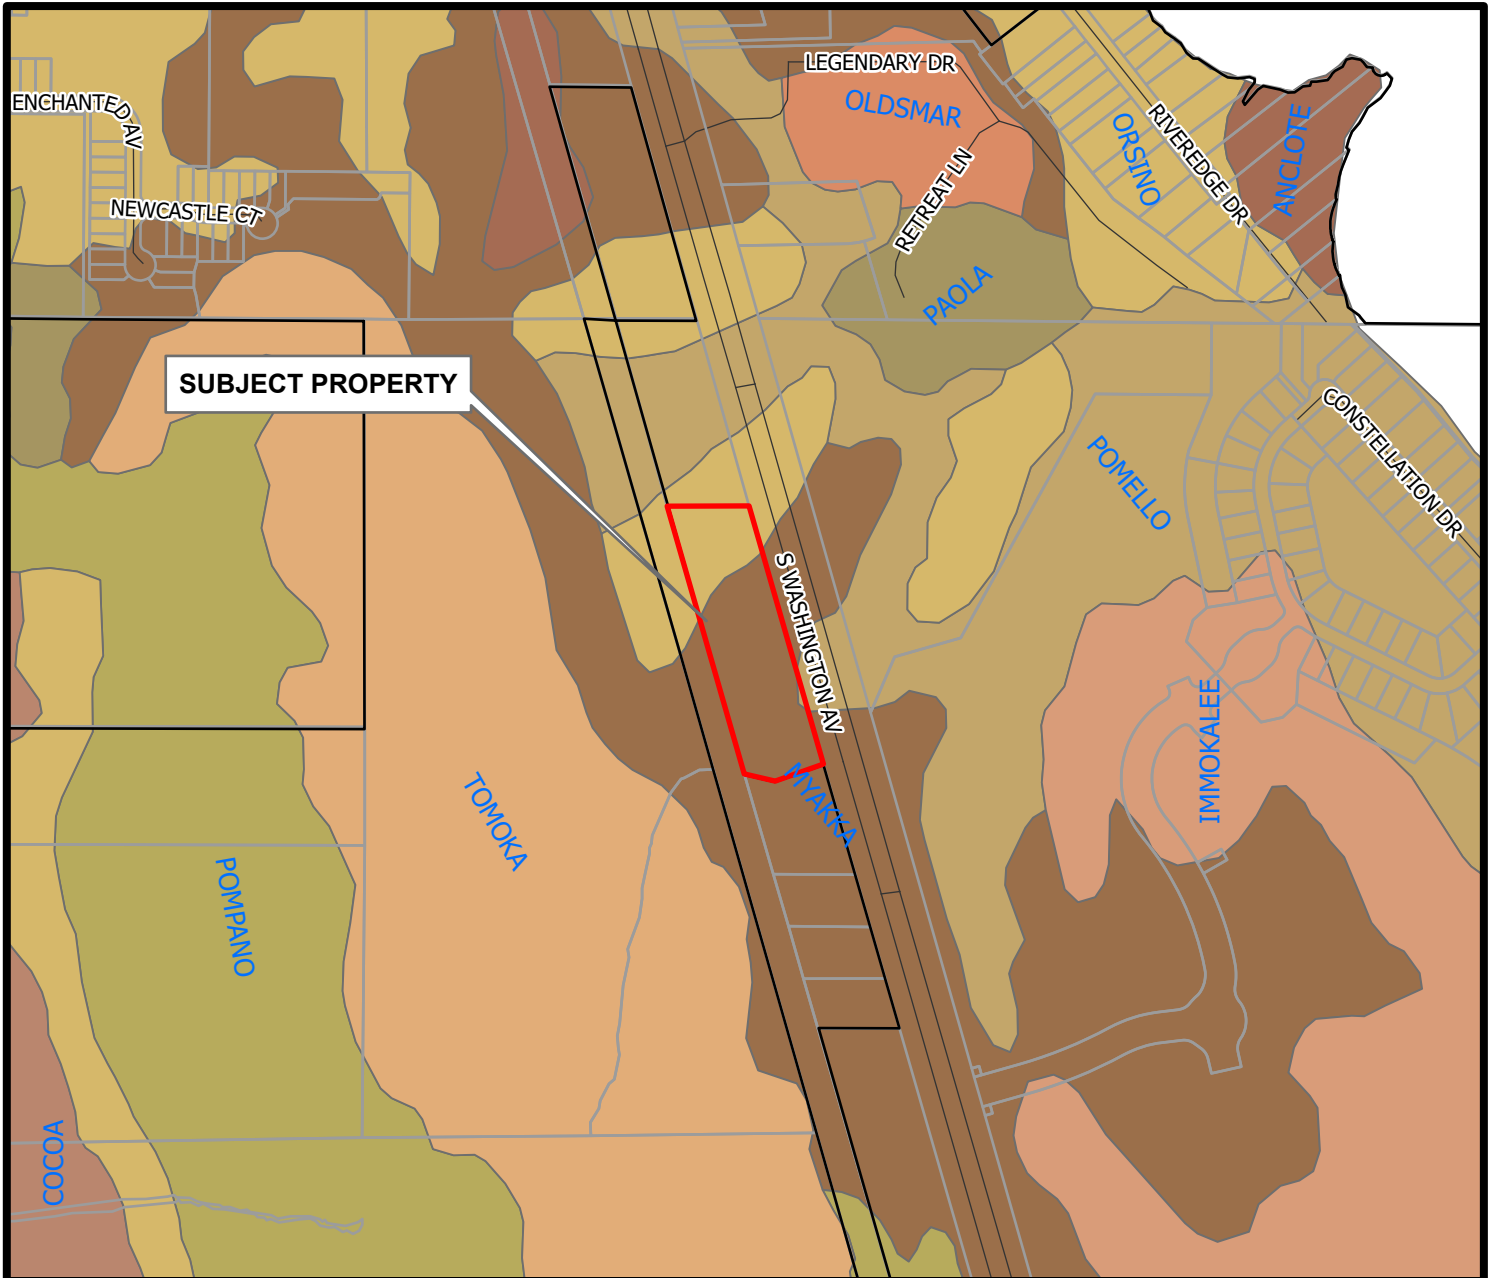 LEGENDARY DR
OLDSMAR
ENCHANTED AV
ORSINO
RIVEREDGE DR
ANCLOTE
RETREAT LN
NEWCASTLE CT
PAOLA
SUBJECT PROPERTY
CONSTELLATION DR
POMELLO
S WASHINGTON AV
IMMOKALEE
MYAKKA
TOMOKA
POMPANO
COCOA